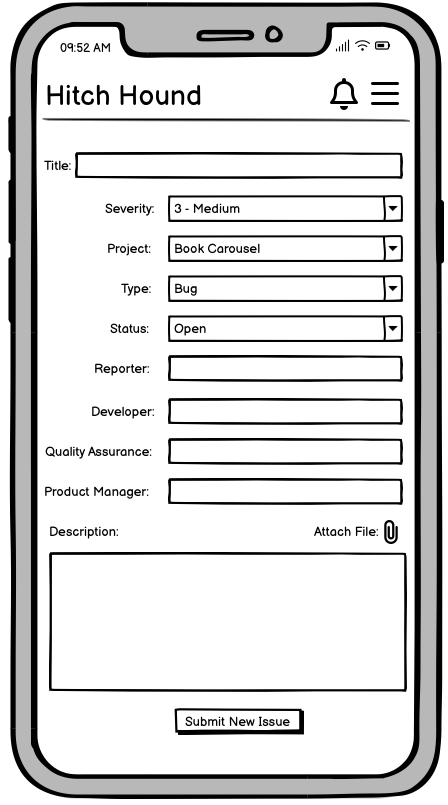 09:52 AM
Hitch Hound
Title:
Severity: 3 - Medium
Project: Book Carousel
Type: Bug
Status: Open
Reporter:
Developer:
Quality Assurance:
Product Manager:
Description: Attach File:
Submit New Issue